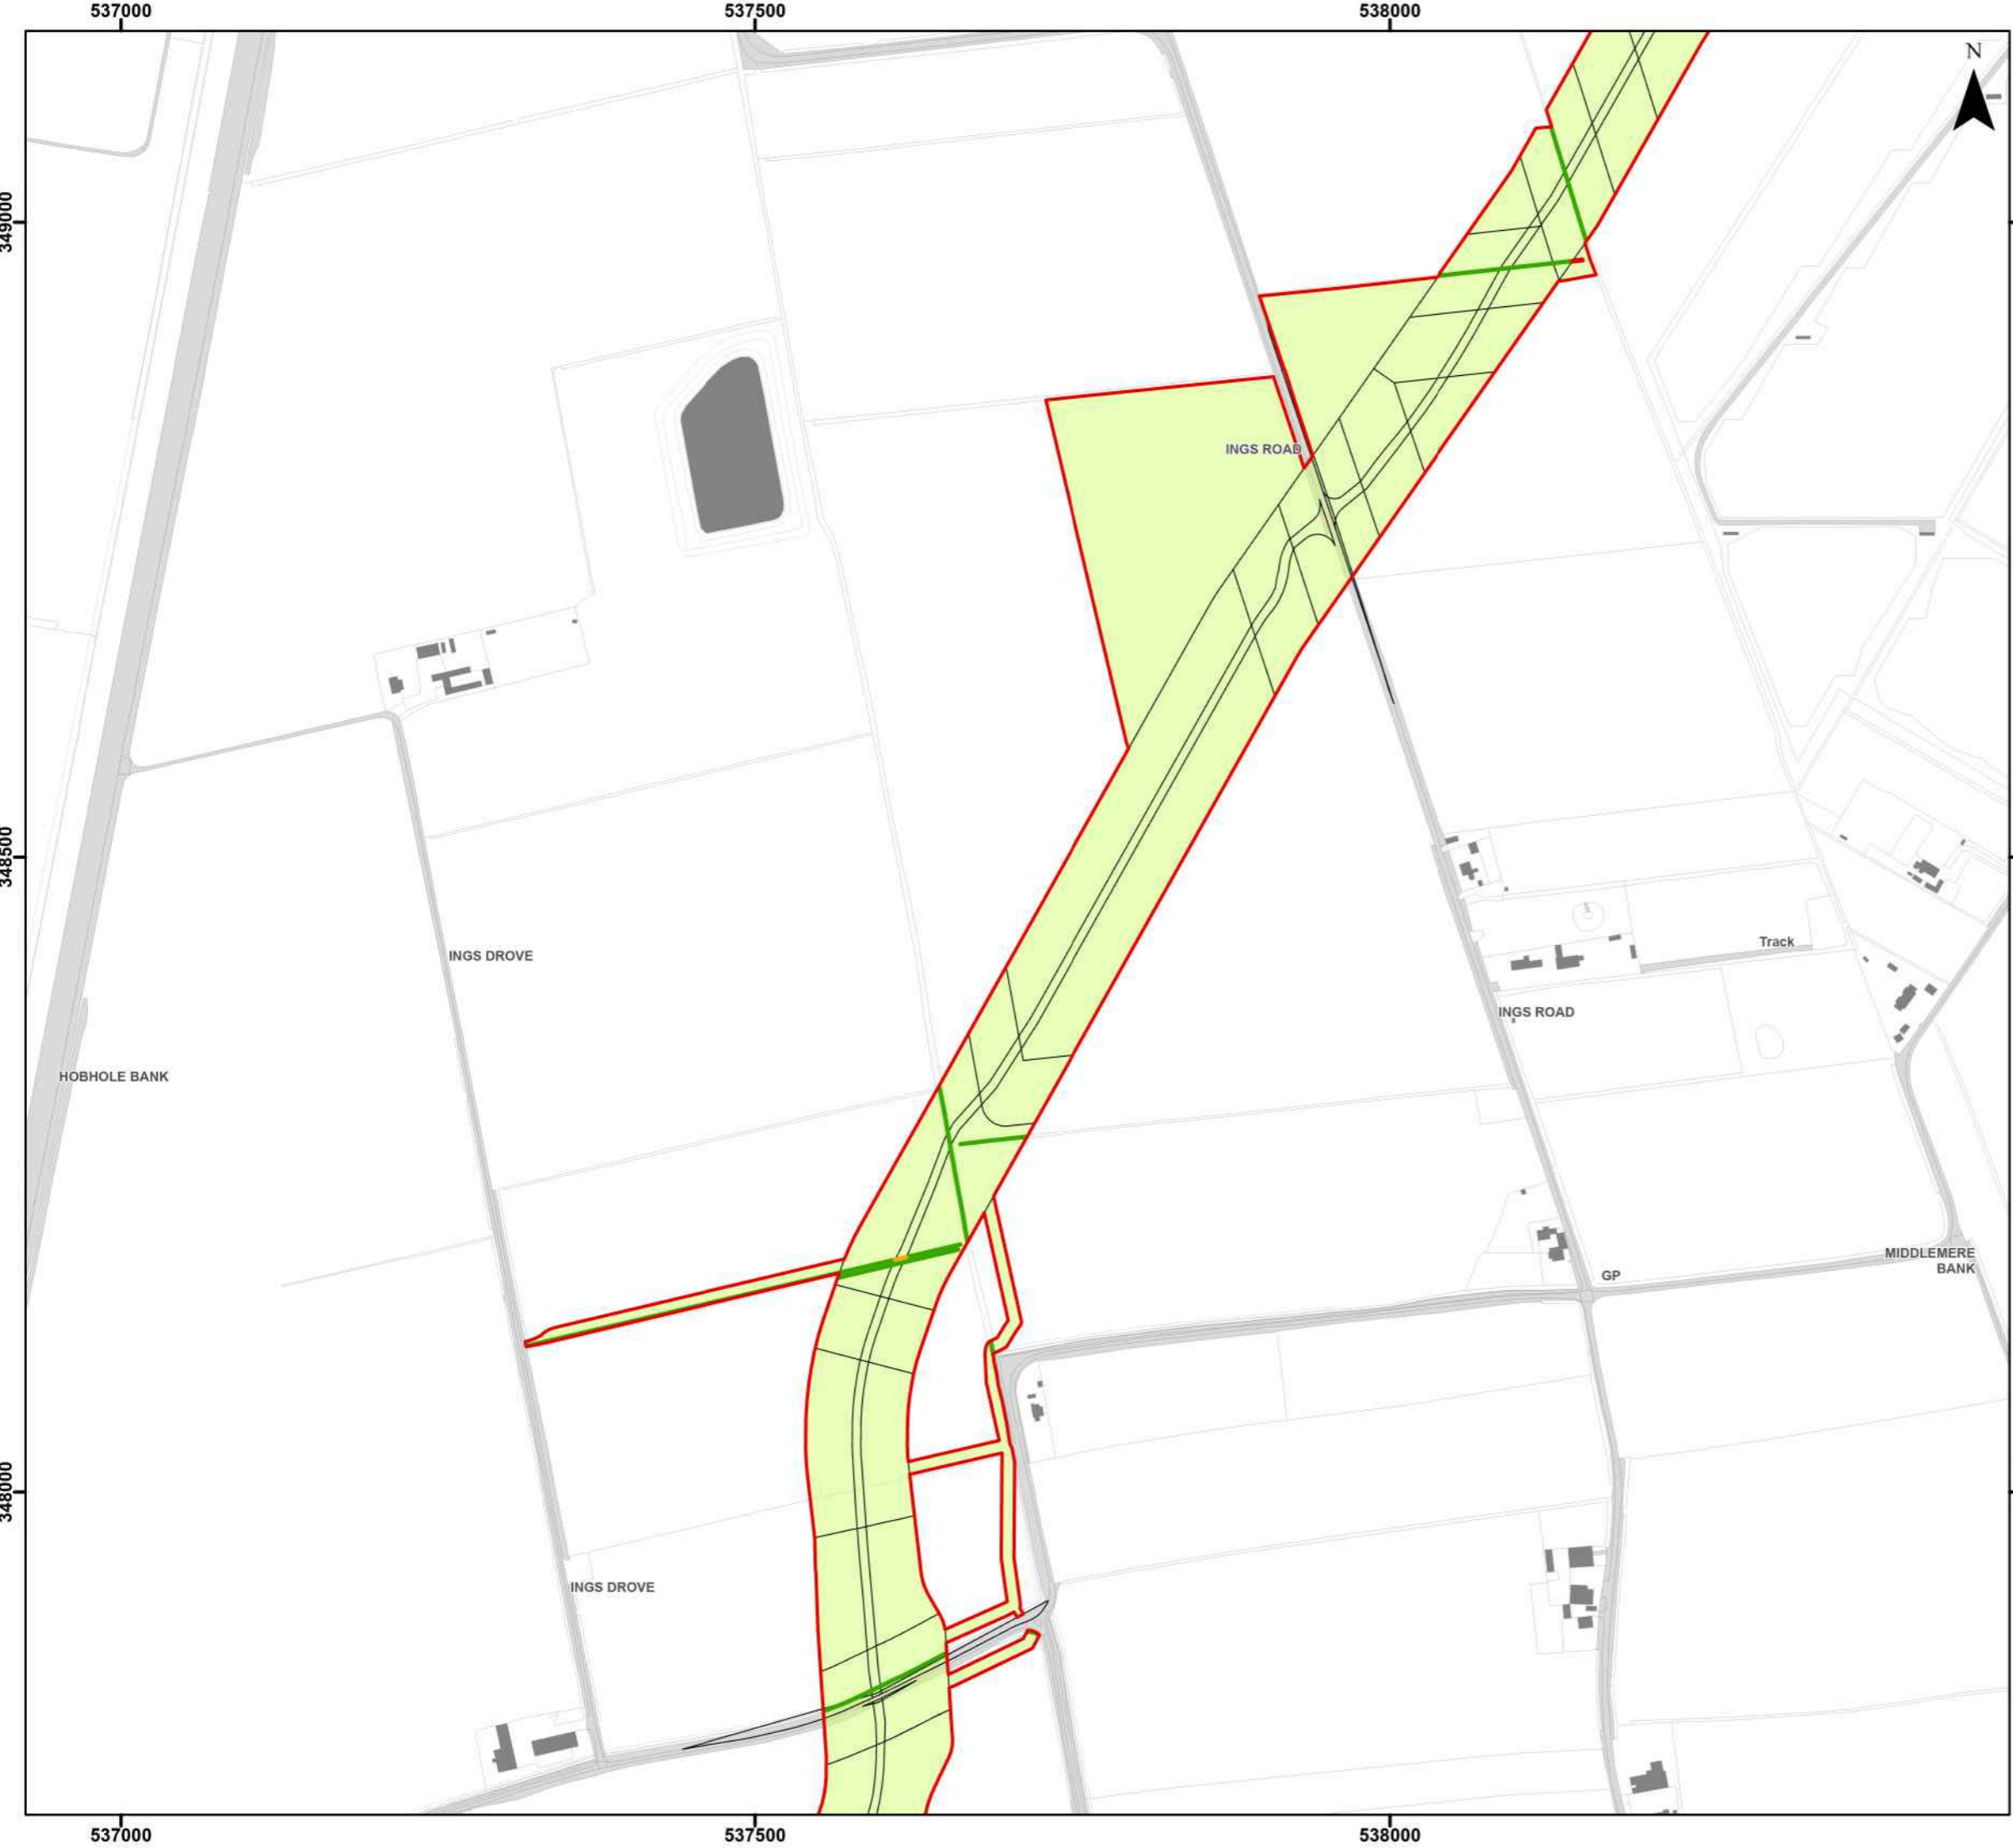 537000
537500
538000
N
349000
INGS ROAD
348500
INGS DROVE
Track
INGS ROAD
HOBHOLE BANK
MIDDLEMERE
BANK
GP
348000
INGS DROVE
537000
537500
538000